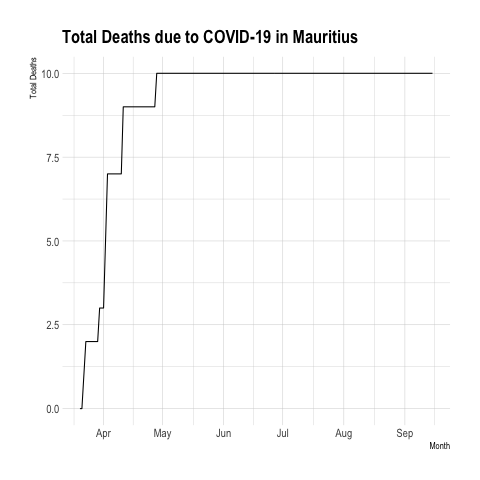 Total Deaths due to COVID-19 in Mauritius
Total Deaths
10.0
7.5
5.0
2.5
0.0
Apr May Jun Jul Aug Sep
Month